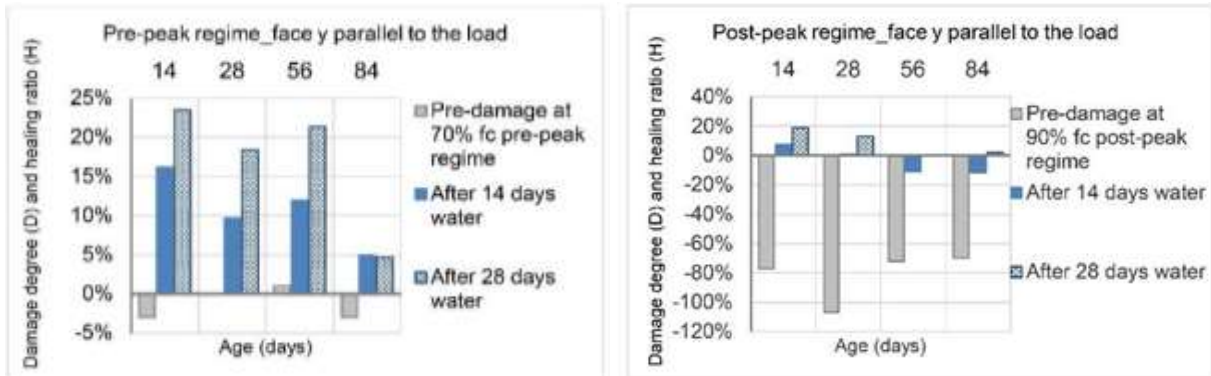 Pre-peak regime_face y parallel to the load
14 28 56 84
Damage degree (D) and healing ratio (H)
25%
20%
15%
10%
5%
0%
-5%
Age (days)
Pre-damage at
70% fc pre-peak
regime
After 14 days
water
After 28 days
water
Post-peak regime_face y parallel to the load
14 28 56 84
Damage degree (D) and healing ratio (H)
40%
20%
0%
-20%
-40%
-60%
-80%
-100%
-120%
Age (days)
Pre-damage at
90% fc post-peak
regime
After 14 days water
After 28 days water